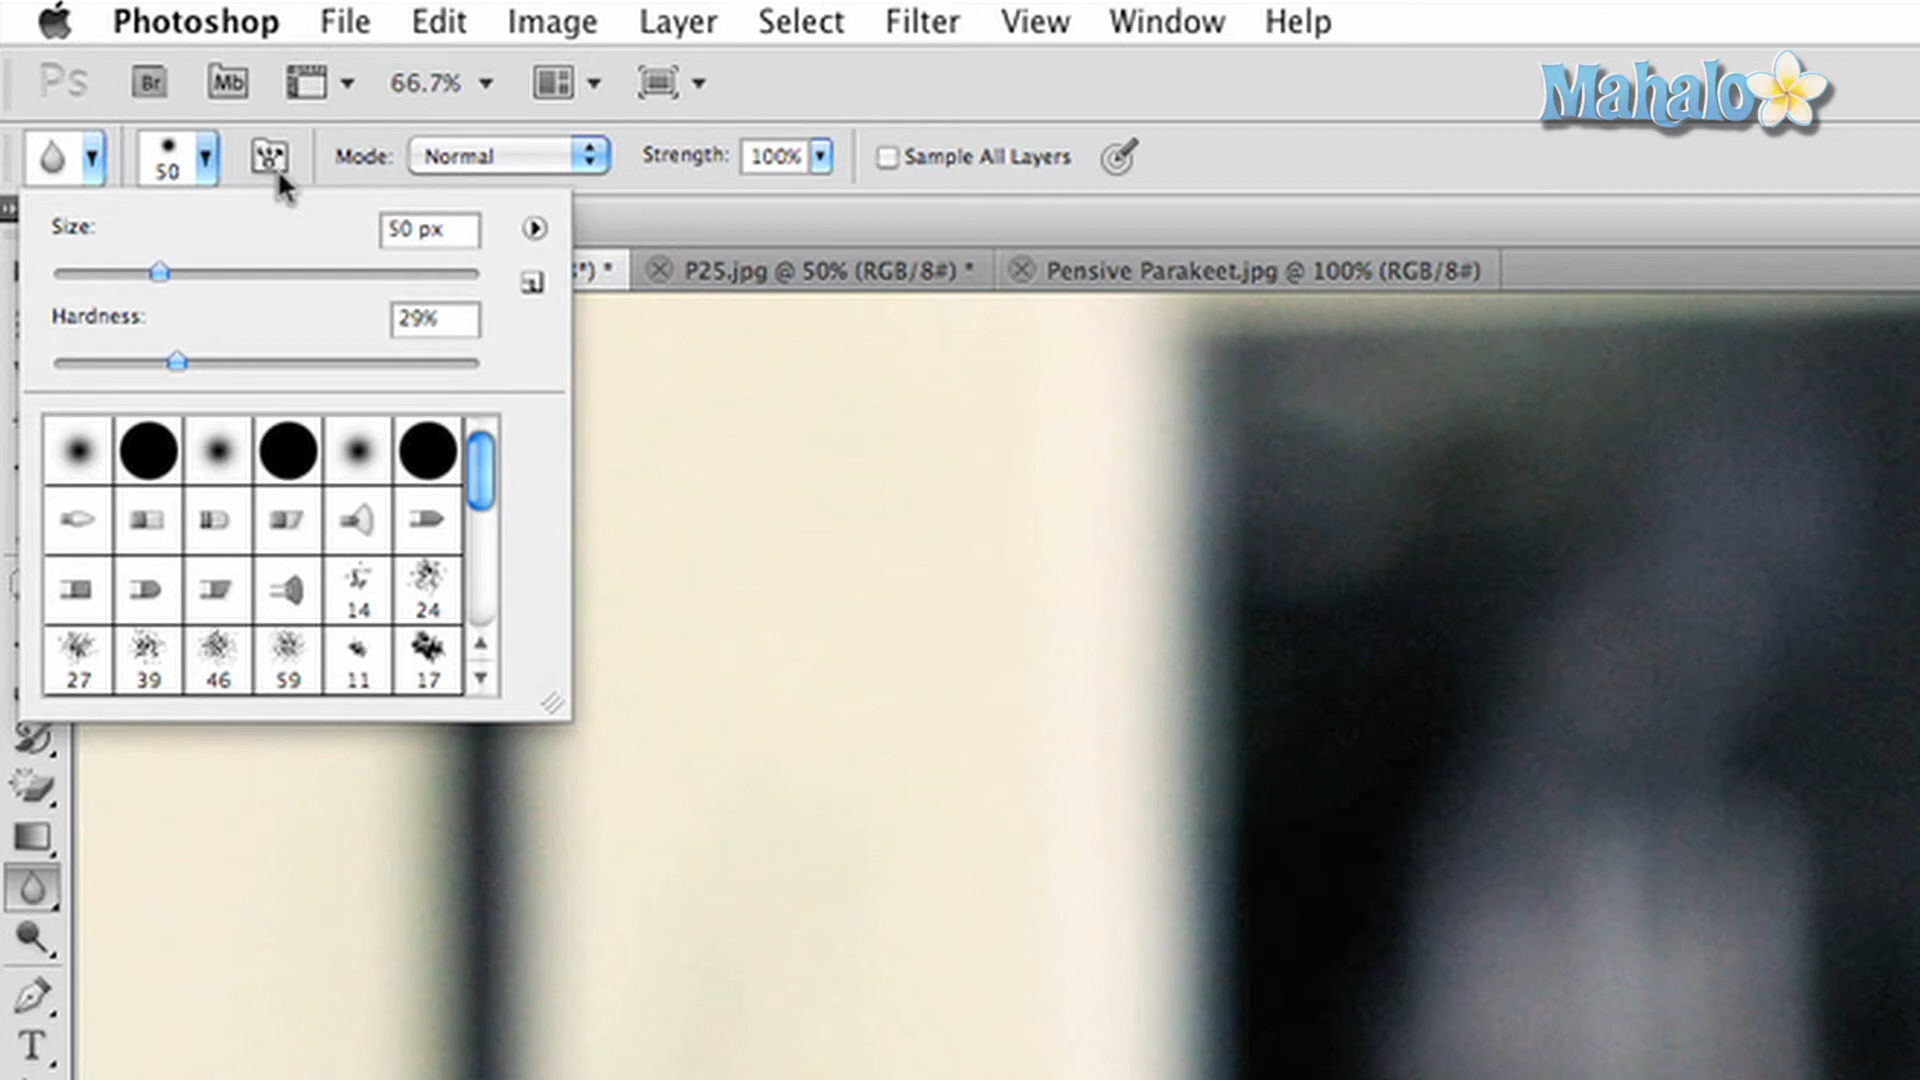 Photoshop File Edit Image Layer Select Filter View Window Help
Ps Br Mb 66.7%
Mahalo
50 Mode: Normal Strength: 100% Sample All Layers
Size: 50 px
*) * P25.jpg @ 50% (RGB/8#) * Pensive Parakeet.jpg @ 100% (RGB/8#)
Hardness: 29%
14 24
27 39 46 59 11 17
T